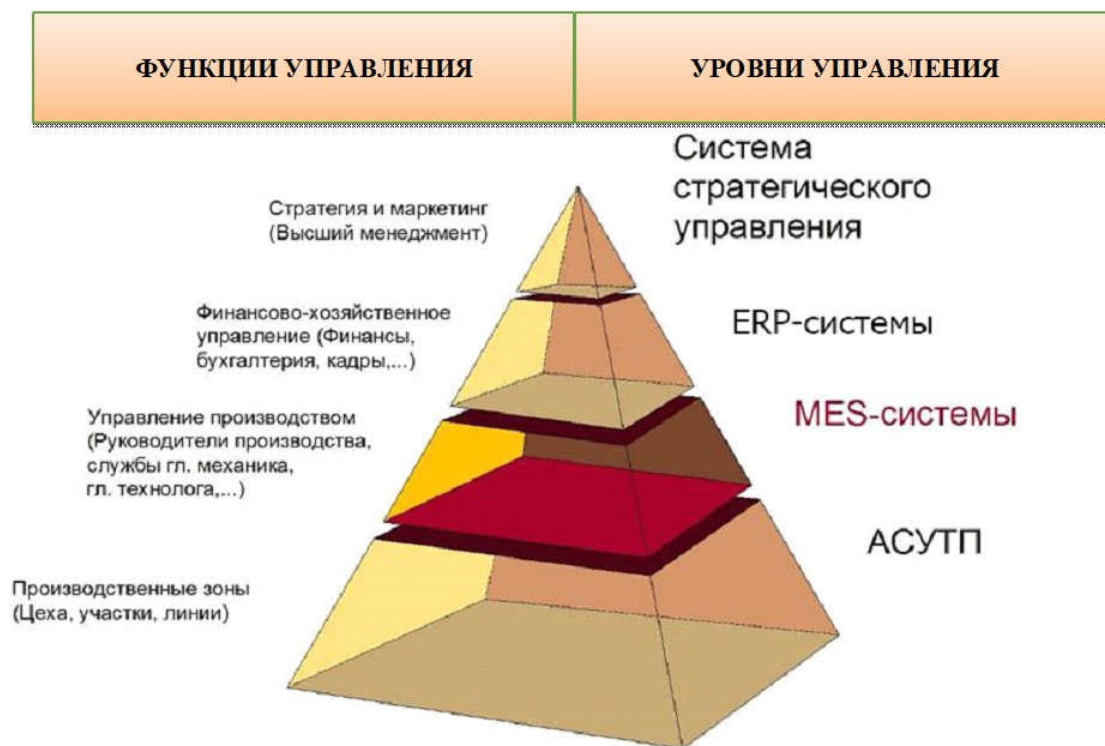 ФУНКЦИИ УПРАВЛЕНИЯ
УРОВНИ УПРАВЛЕНИЯ
Система
стратегического
управления
Стратегия и маркетинг
(Высший менеджмент)
Финансово-хозяйственное
управление (Финансы,
бухгалтерия, кадры,...)
ERP-системы
Управление производством
(Руководители производства,
службы гл. механика,
гл. технолога,...)
MES-системы
АСУТП
Производственные зоны
(Цеха, участки, линии)